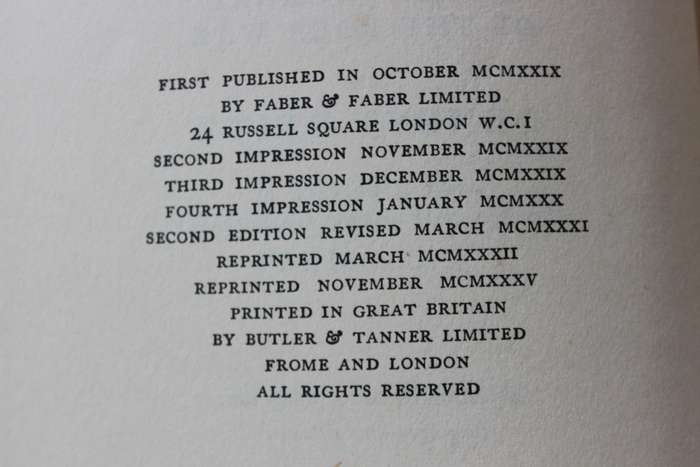 FIRST PUBLISHED IN OCTOBER MCMXXIX
BY FABER & FABER LIMITED
24 RUSSELL SQUARE LONDON W.C.1
SECOND IMPRESSION NOVEMBER MCMXXIX
THIRD IMPRESSION DECEMBER MCMXXIX
FOURTH IMPRESSION JANUARY MCMXXX
SECOND EDITION REVISED MARCH MCMXXXI
REPRINTED MARCH MCMXXXII
REPRINTED NOVEMBER MCMXXXV
PRINTED IN GREAT BRITAIN
BY BUTLER & TANNER LIMITED
FROME AND LONDON
ALL RIGHTS RESERVED